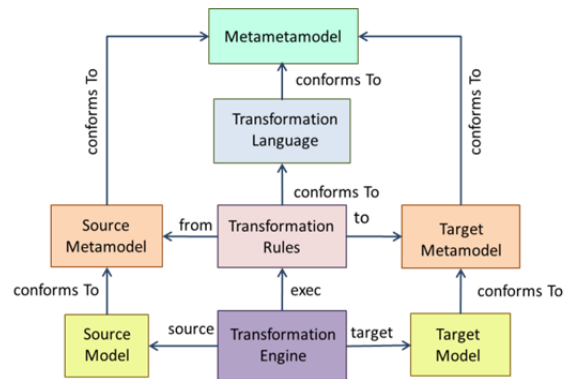 Metametamodel
conforms To
conforms To
conforms To
Transformation
Language
conforms To
Source
Metamodel
from
Transformation
Rules
to
Target
Metamodel
conforms To
exec
conforms To
Source
Model
source
Transformation
Engine
target
Target
Model